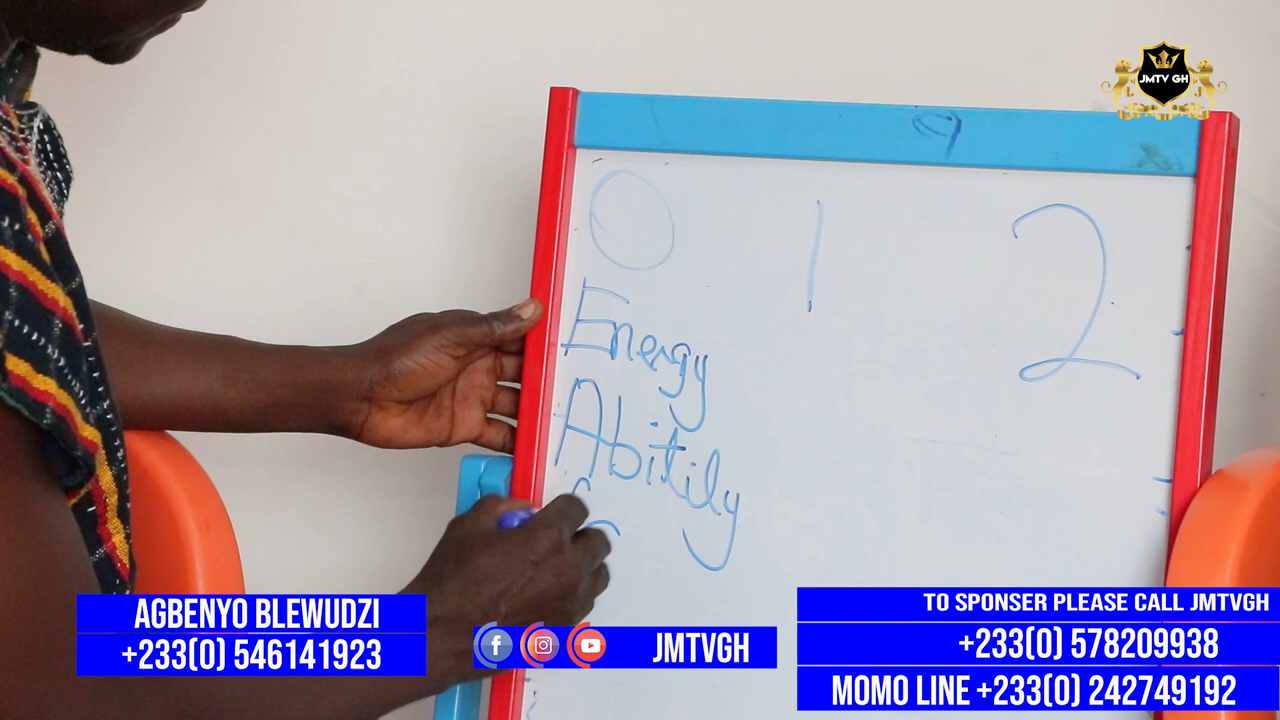 JMTV GH
9
0 1 2
Energy
Abitily
AGBENYO BLEWUDZI
+233(0) 546141923
JMTVGH
TO SPONSER PLEASE CALL JMTVGH
+233(0) 578209938
MOMO LINE +233(0) 242749192